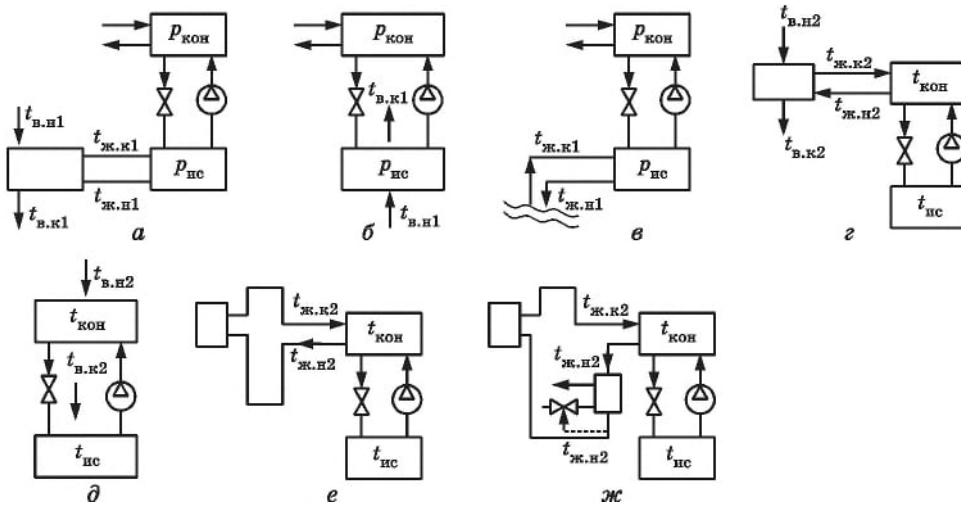 pкон
tв.н1
tж.к1
pис
tж.н1
tв.к1
а
pкон
tв.к1
pис
tв.н1
б
pкон
tж.к1
pис
tж.н1
в
tв.н2
tж.к2
tкон
tж.н2
tв.к2
tис
г
tв.н2
tкон
tв.к2
tис
д
tж.к2
tкон
tж.н2
tис
е
tж.к2
tкон
tж.н2
tж.н2
tис
ж